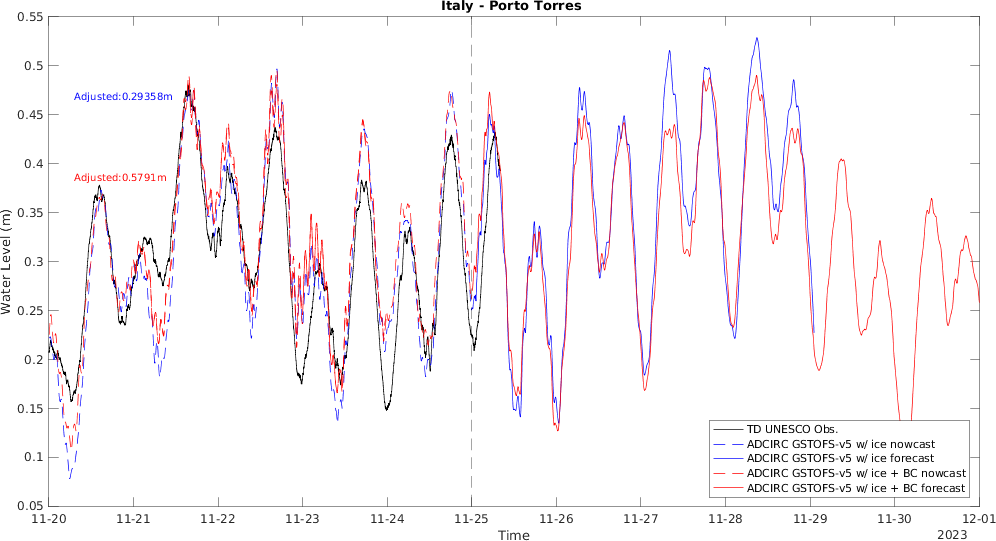 Italy - Porto Torres
0.55
0.5
0.45
0.4
0.35
0.3
0.25
0.2
0.15
0.1
0.05
Water Level (m)
Adjusted:0.29358m
Adjusted:0.5791m
TD UNESCO Obs.
ADCIRC GSTOFS-v5 w/ ice nowcast
ADCIRC GSTOFS-v5 w/ ice forecast
ADCIRC GSTOFS-v5 w/ ice + BC nowcast
ADCIRC GSTOFS-v5 w/ ice + BC forecast
11-20 11-21 11-22 11-23 11-24 11-25 11-26 11-27 11-28 11-29 11-30 12-01
Time
2023